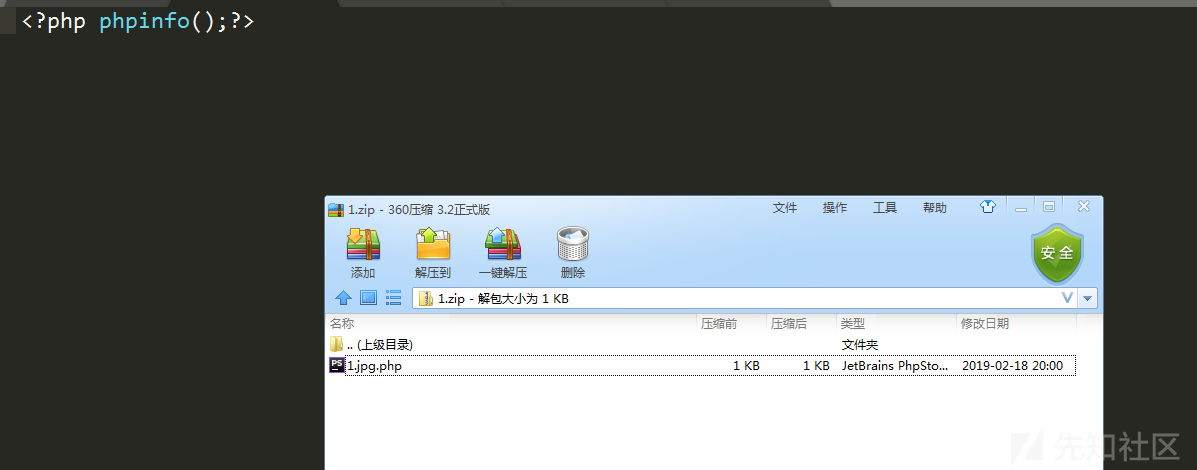 <?php phpinfo();?>
1.zip - 360压缩 3.2正式版 文件 操作 工具 帮助
添加 解压到 一键解压 删除 安全
1.zip - 解包大小为 1 KB
名称 压缩前 压缩后 类型 修改日期
.. (上级目录) 文件夹
PS 1.jpg.php 1 KB 1 KB JetBrains PhpSto... 2019-02-18 20:00
先知社区